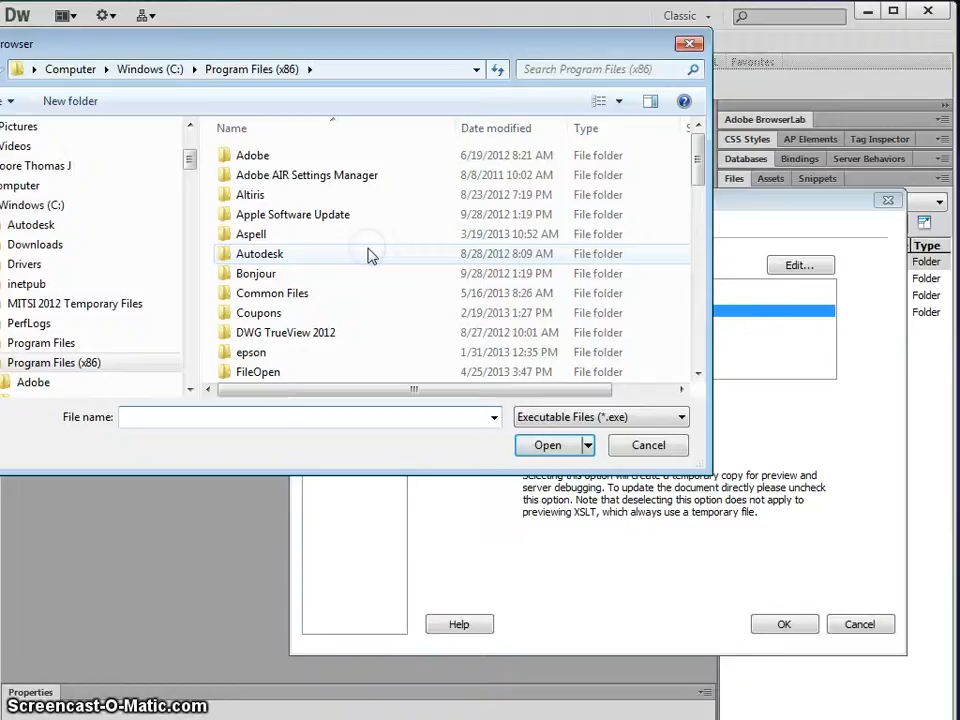 Dw
Classic
rowser
Computer Windows (C:) Program Files (x86)
Search Program Files (x86)
Favorites
New folder
Pictures
Videos
oore Thomas J
omputer
Windows (C:)
Autodesk
Downloads
Drivers
inetpub
MITSI 2012 Temporary Files
PerfLogs
Program Files
Program Files (x86)
Adobe
Name Date modified Type S
Adobe 6/19/2012 8:21 AM File folder
Adobe AIR Settings Manager 8/8/2011 10:02 AM File folder
Altiris 8/23/2012 7:19 PM File folder
Apple Software Update 9/28/2012 1:19 PM File folder
Aspell 3/19/2013 10:52 AM File folder
Autodesk 8/28/2012 8:09 AM File folder
Bonjour 9/28/2012 1:19 PM File folder
Common Files 5/16/2013 8:26 AM File folder
Coupons 2/19/2013 1:27 PM File folder
DWG TrueView 2012 8/27/2012 10:01 AM File folder
epson 1/31/2013 12:35 PM File folder
FileOpen 4/25/2013 3:47 PM File folder
File name:
Executable Files (*.exe)
Open Cancel
Adobe BrowserLab
CSS Styles AP Elements Tag Inspector
Databases Bindings Server Behaviors
Files Assets Snippets
Type
Folder
Folder
Folder
Folder
Edit...
Selecting this option will create a temporary copy for preview and
server debugging. To update the document directly please uncheck
this option. Note that deselecting this option does not apply to
previewing XSLT, which always use a temporary file.
Help OK Cancel
Properties
Screencast-O-Matic.com